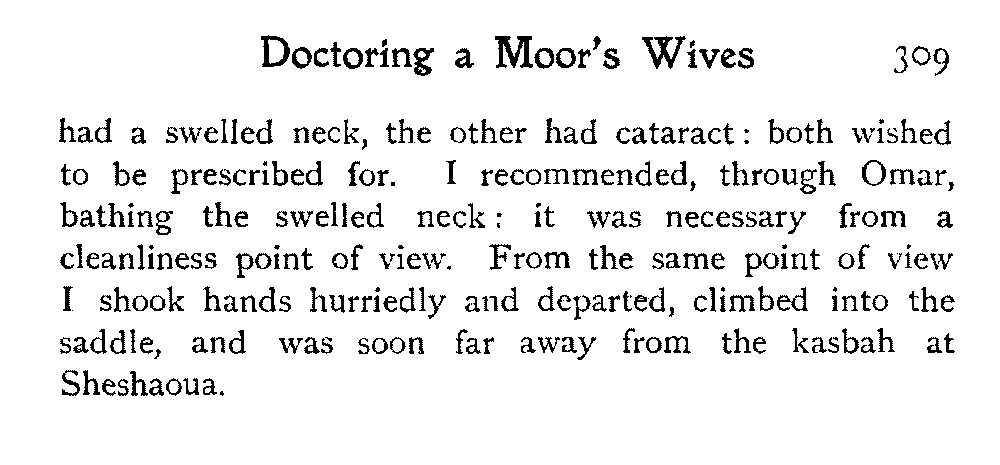 Doctoring a Moor's Wives 309
had a swelled neck, the other had cataract: both wished
to be prescribed for. I recommended, through Omar,
bathing the swelled neck: it was necessary from a
cleanliness point of view. From the same point of view
I shook hands hurriedly and departed, climbed into the
saddle, and was soon far away from the kasbah at
Sheshaoua.